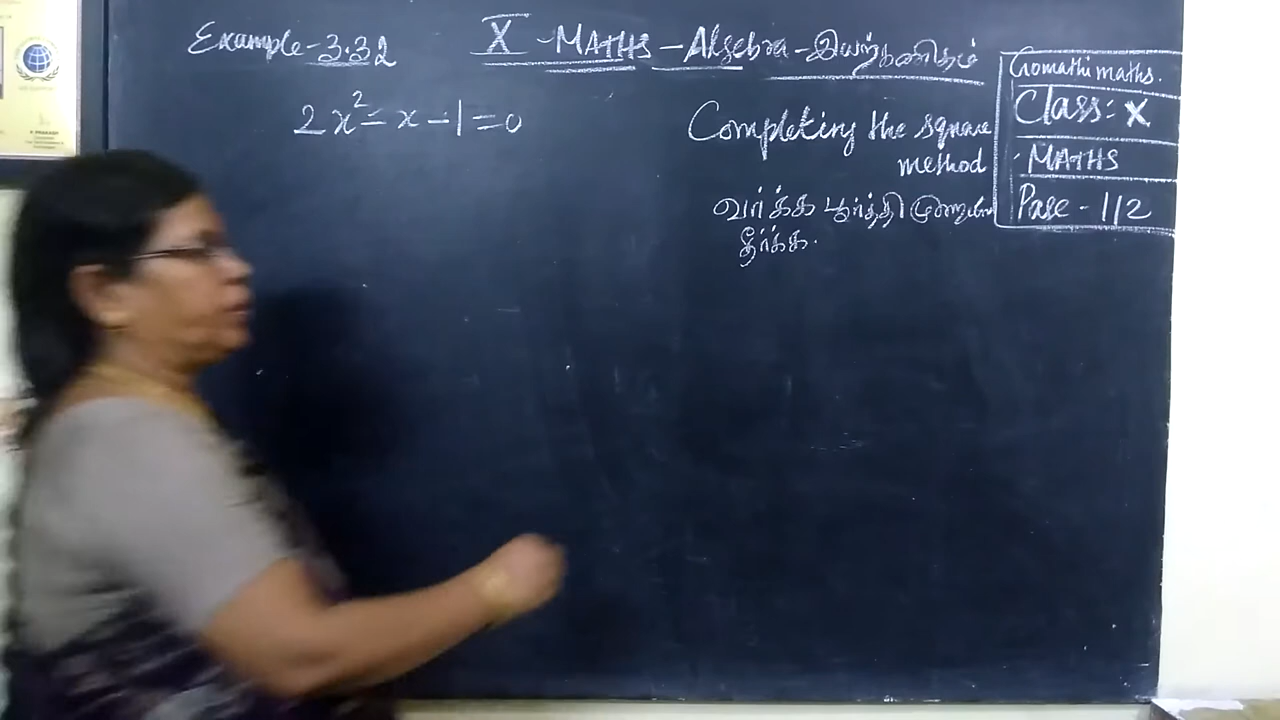 Example-3.32
X - MATHS - Algebra - இயற்கணிதம்
2x² - x - 1 = 0
Completing the square
method
வர்க்க பூர்த்தி முறையில்
தீர்க்க.
Gomathi maths.
Class: X
MATHS
Page - 112